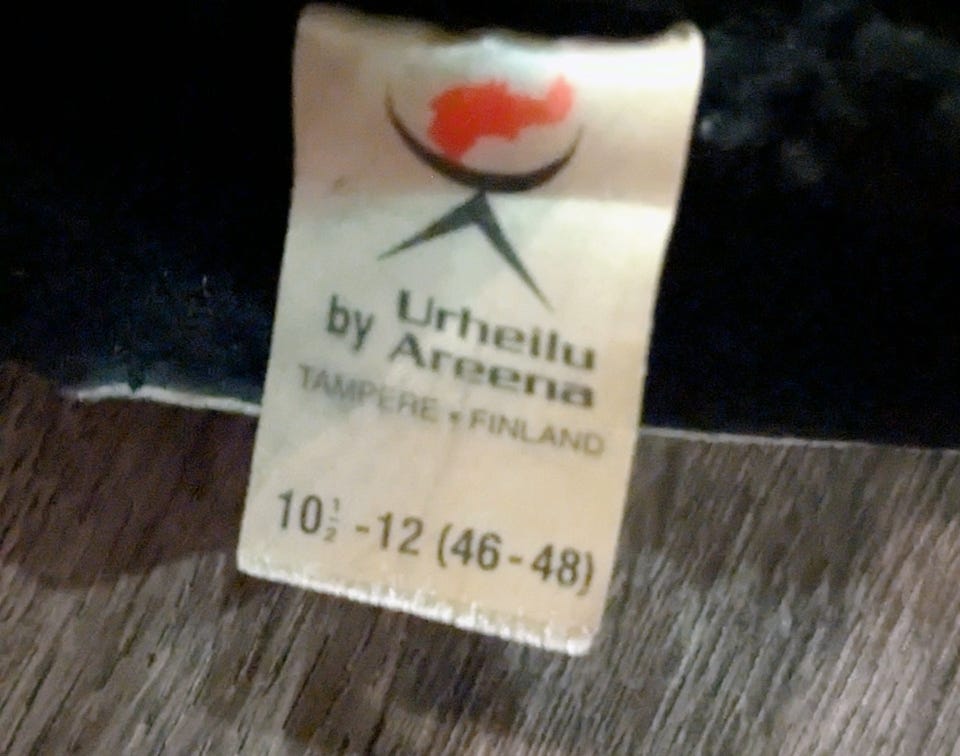 by Urheilu
Areena
TAMPERE • FINLAND
10½ -12 (46-48)